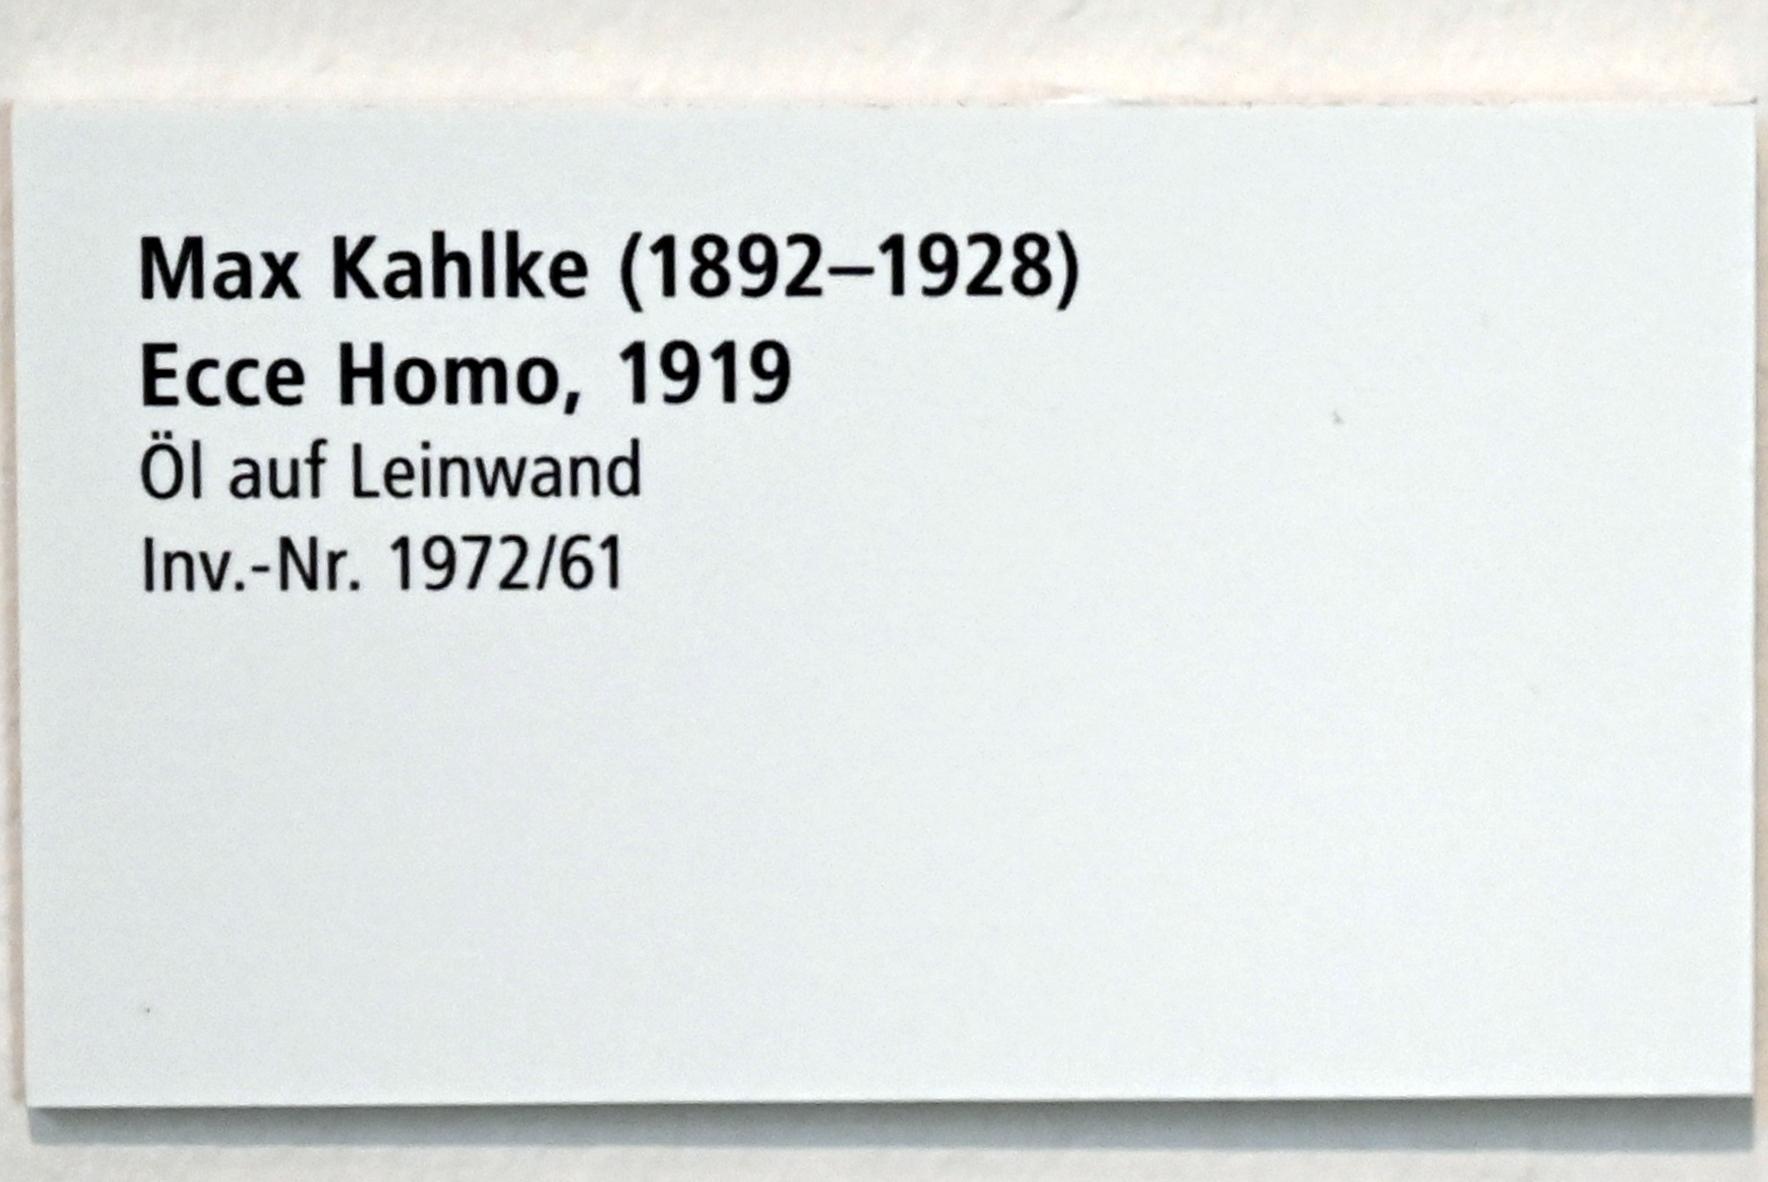 Max Kahlke (1892–1928)
Ecce Homo, 1919
Öl auf Leinwand
Inv.-Nr. 1972/61